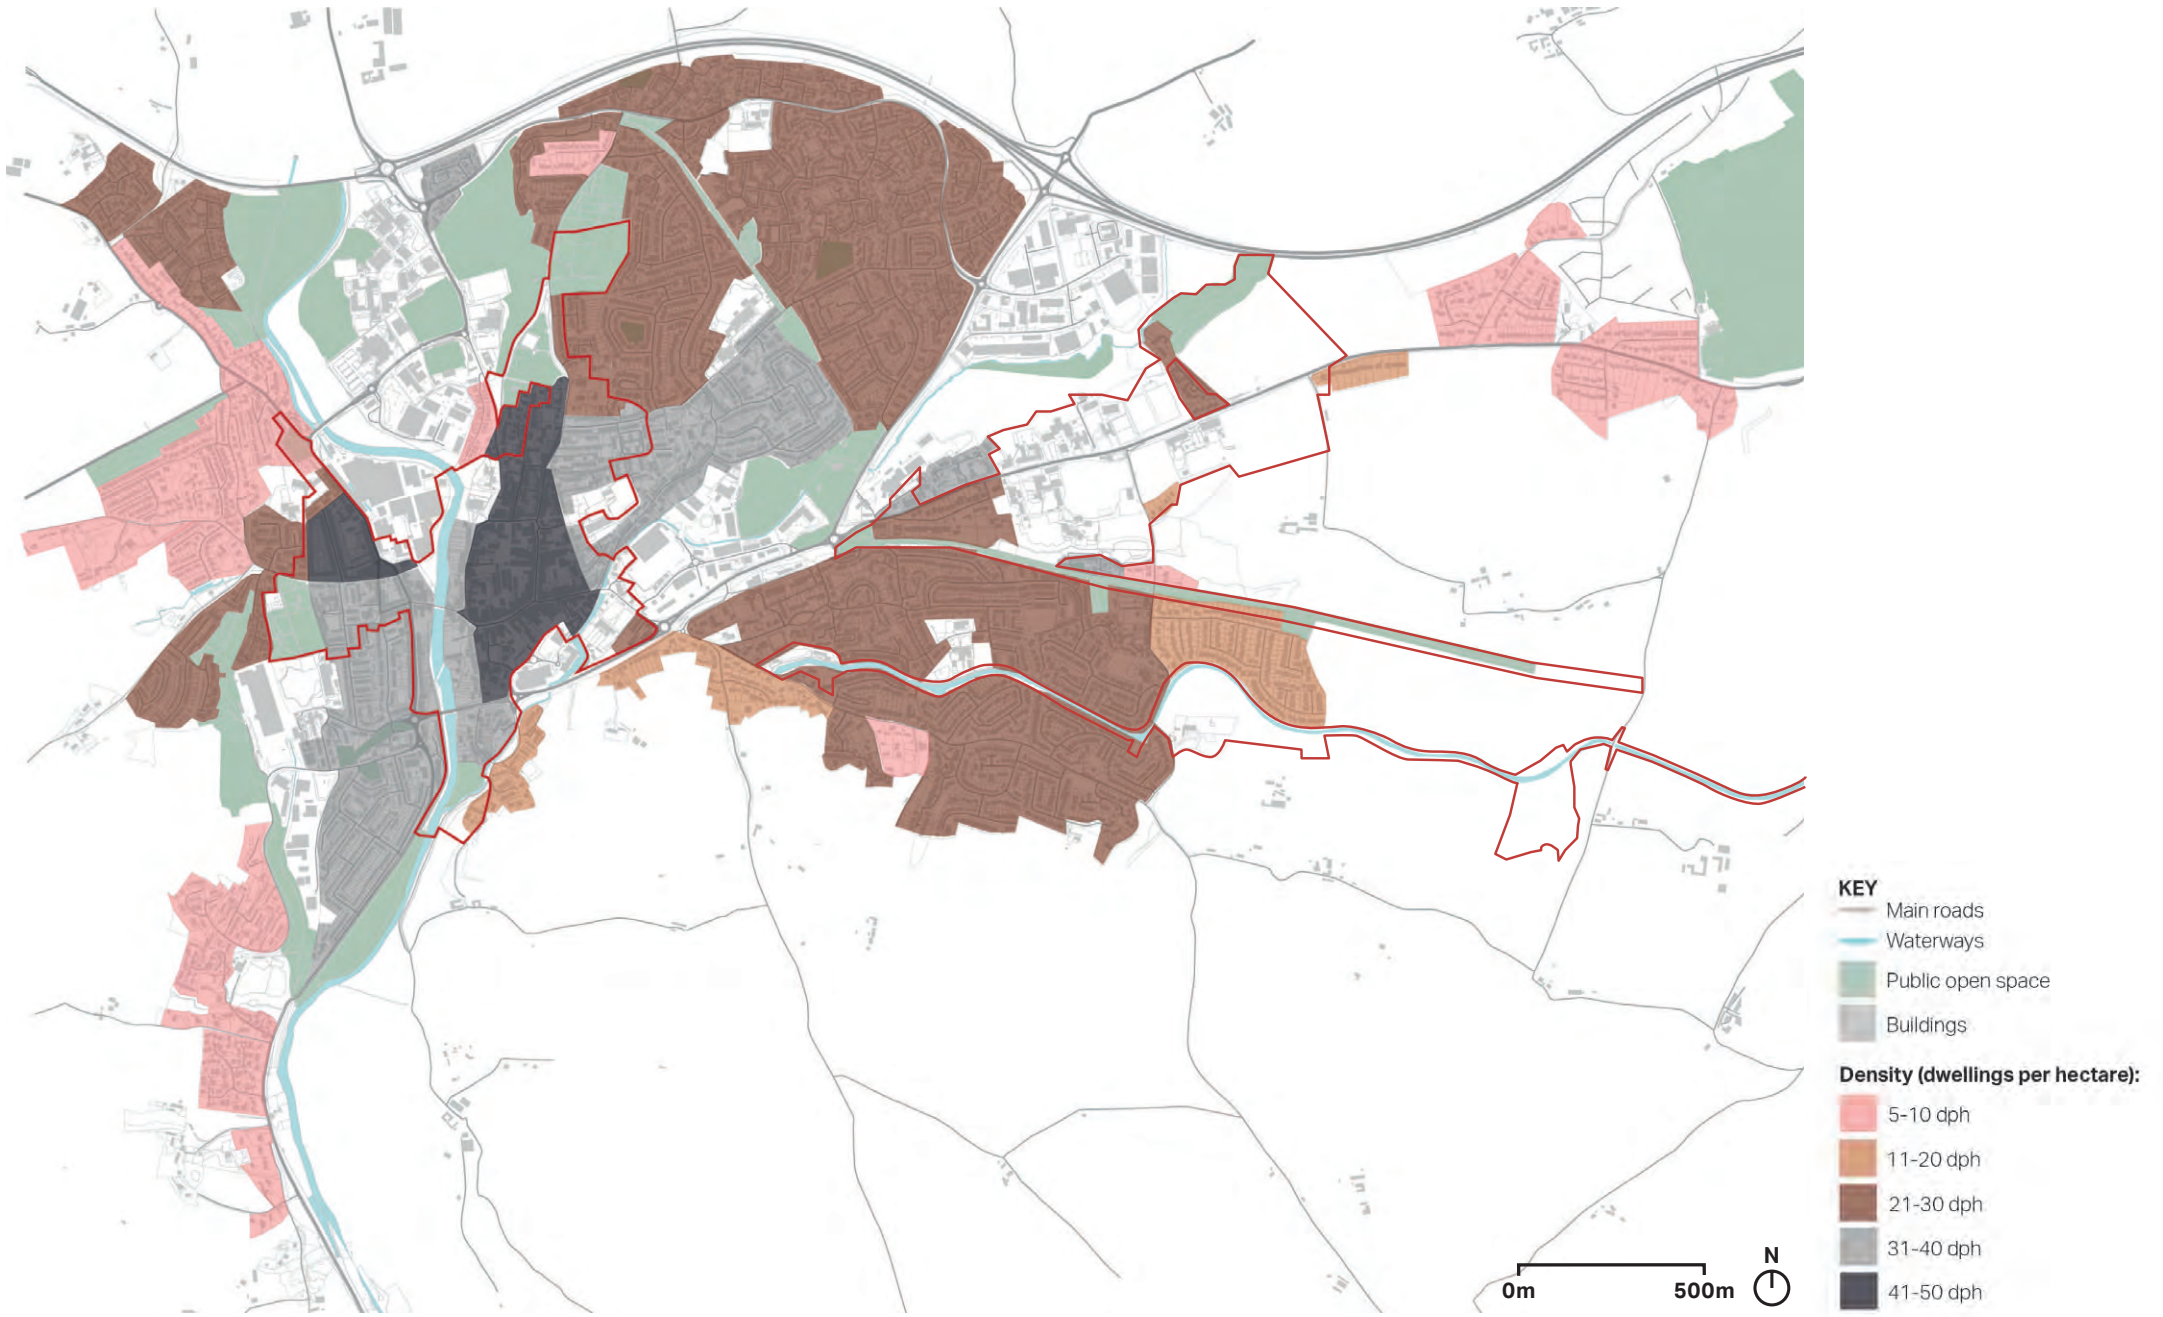 KEY
Main roads
Waterways
Public open space
Buildings
Density (dwellings per hectare):
5-10 dph
11-20 dph
21-30 dph
31-40 dph
41-50 dph
N
0m 500m